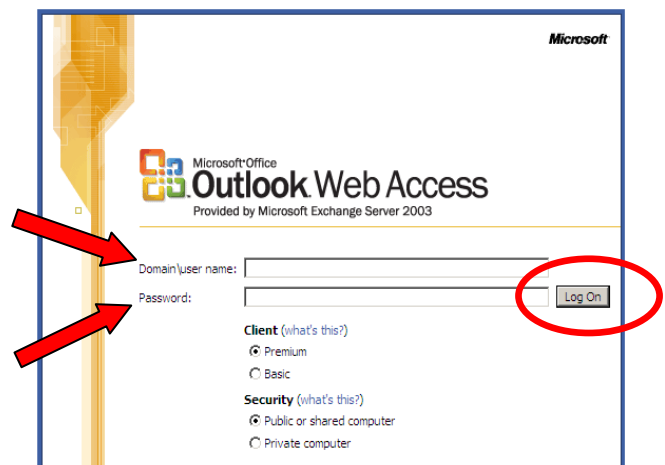 Microsoft
Microsoft Office
Outlook Web Access
Provided by Microsoft Exchange Server 2003
Domain\user name:
Password:
Log On
Client (what's this?)
Premium
Basic
Security (what's this?)
Public or shared computer
Private computer